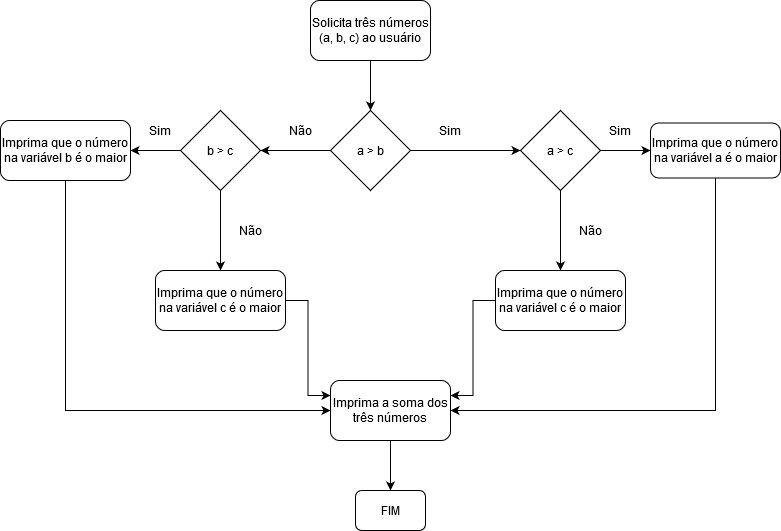 Solicita três números
(a, b, c) ao usuário
Sim
Não
Sim
Sim
Imprima que o número
na variável b é o maior
b > c
a > b
a > c
Imprima que o número
na variável a é o maior
Não
Não
Imprima que o número
na variável c é o maior
Imprima que o número
na variável c é o maior
Imprima a soma dos
três números
FIM